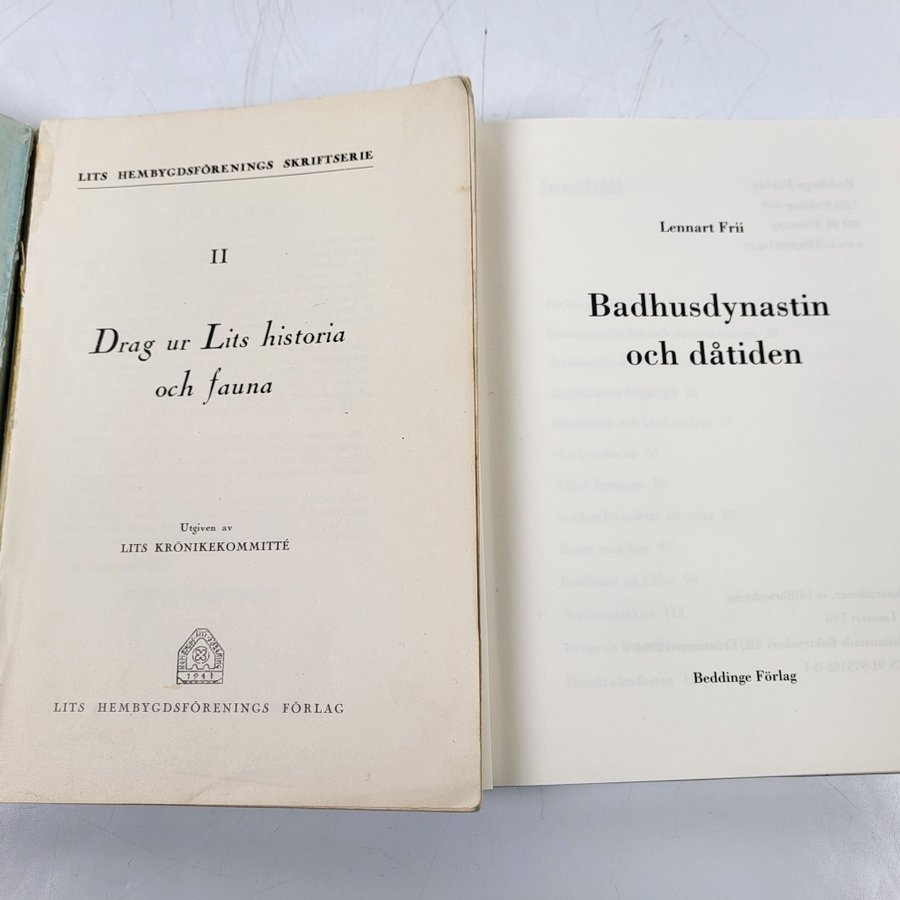 LITS HEMBYGDSFÖRENINGS SKRIFTSERIE
II
Drag ur Lits historia
och fauna
Utgiven av
LITS KRÖNIKEKOMMITTÉ
1943
LITS HEMBYGDSFÖRENINGS FÖRLAG
Lennart Frii
Badhusdynastin
och dåtiden
Beddinge Förlag